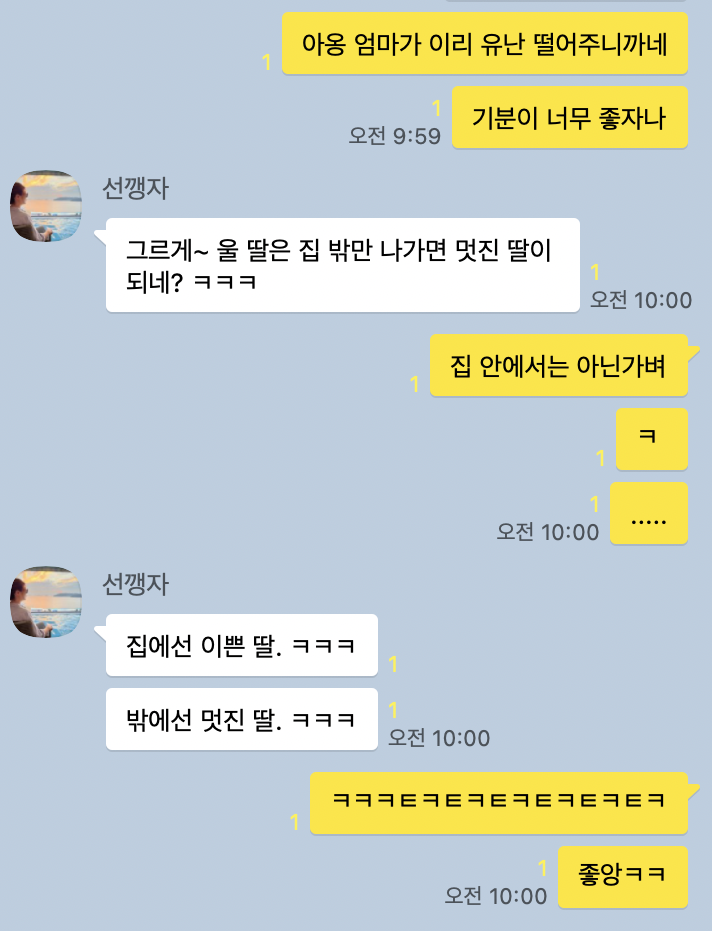 아옹 엄마가 이리 유난 떨어주니까네
1
기분이 너무 좋자나
1
오전 9:59
선깽자
그르게~ 울 딸은 집 밖만 나가면 멋진 딸이
되네? ㅋㅋㅋ
1
오전 10:00
집 안에서는 아닌가벼
1
ㅋ
1
.....
1
오전 10:00
선깽자
집에선 이쁜 딸. ㅋㅋㅋ
1
밖에선 멋진 딸. ㅋㅋㅋ
1
오전 10:00
ㅋㅋㅋㅌㅋㅌㅋㅌㅋㅌㅋㅌㅋㅌㅋ
1
좋앙ㅋㅋ
1
오전 10:00